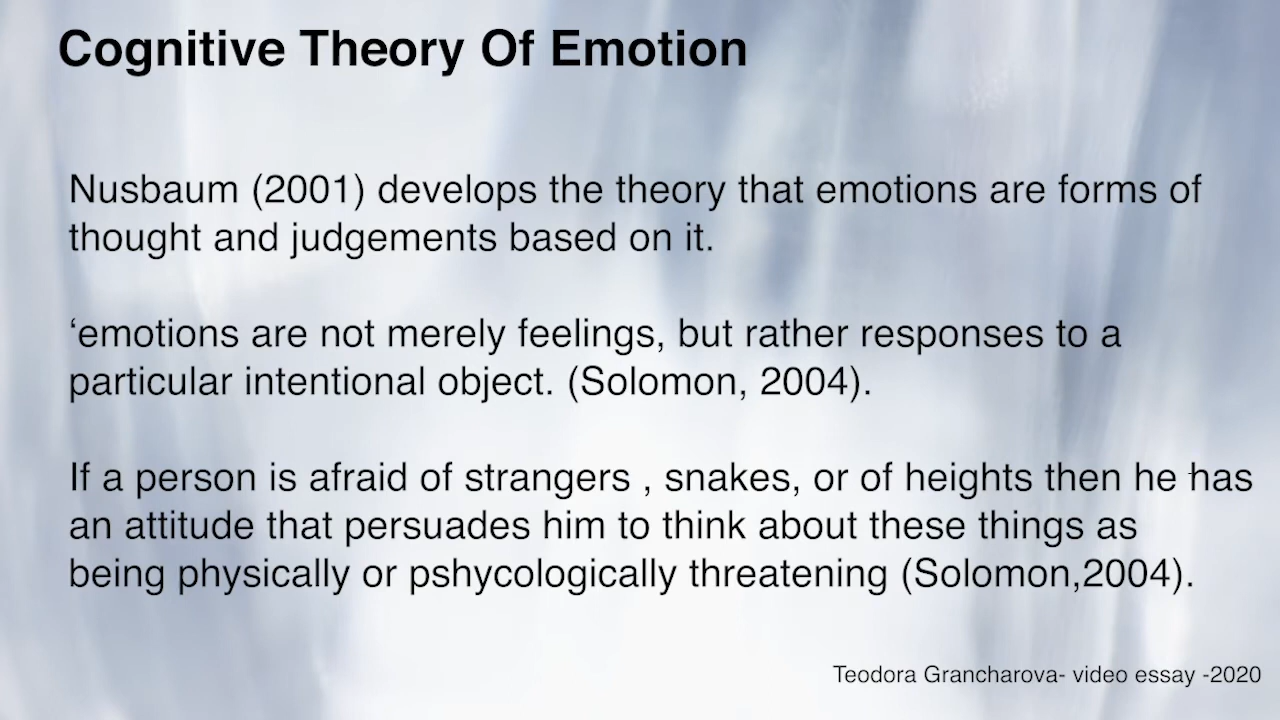 Cognitive Theory Of Emotion
Nusbaum (2001) develops the theory that emotions are forms of
thought and judgements based on it.
‘emotions are not merely feelings, but rather responses to a
particular intentional object. (Solomon, 2004).
If a person is afraid of strangers , snakes, or of heights then he has
an attitude that persuades him to think about these things as
being physically or pshycologically threatening (Solomon,2004).
Teodora Grancharova- video essay -2020